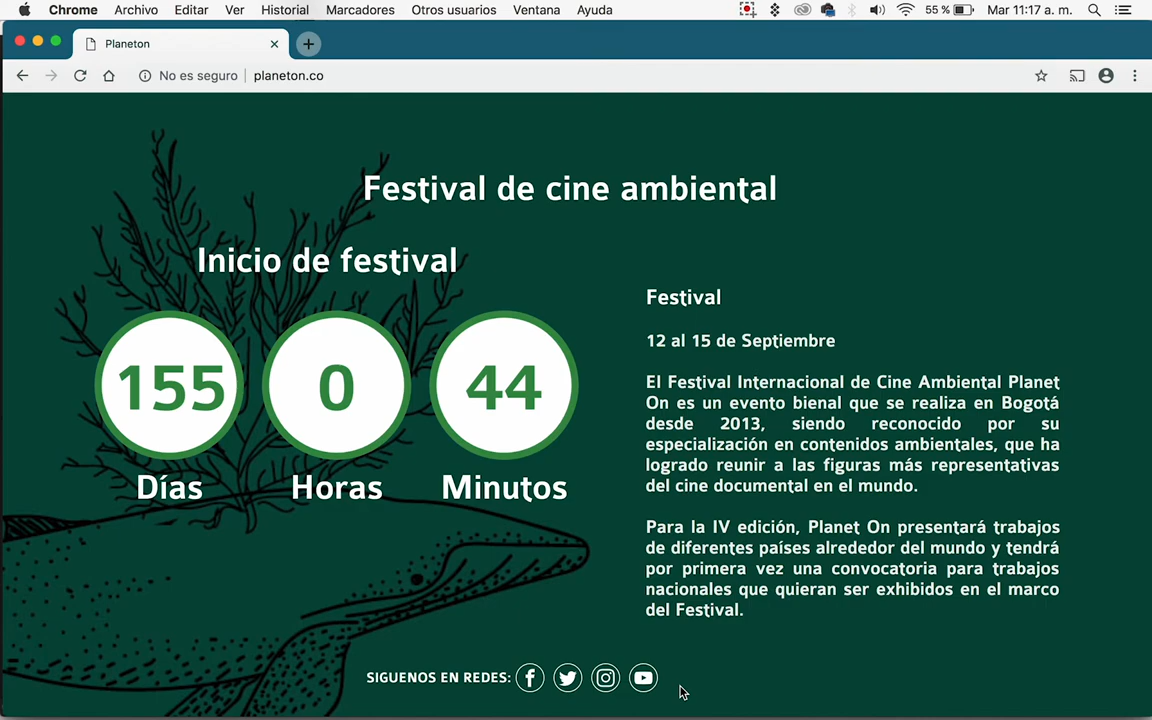 Chrome Archivo Editar Ver Historial Marcadores Otros usuarios Ventana Ayuda 55 % Mar 11:17 a. m.
Planeton
No es seguro planeton.co
Festival de cine ambiental
Inicio de festival
155 0 44
Días Horas Minutos
Festival
12 al 15 de Septiembre
El Festival Internacional de Cine Ambiental Planet
On es un evento bienal que se realiza en Bogotá
desde 2013, siendo reconocido por su
especialización en contenidos ambientales, que ha
logrado reunir a las figuras más representativas
del cine documental en el mundo.
Para la IV edición, Planet On presentará trabajos
de diferentes países alrededor del mundo y tendrá
por primera vez una convocatoria para trabajos
nacionales que quieran ser exhibidos en el marco
del Festival.
SIGUENOS EN REDES: